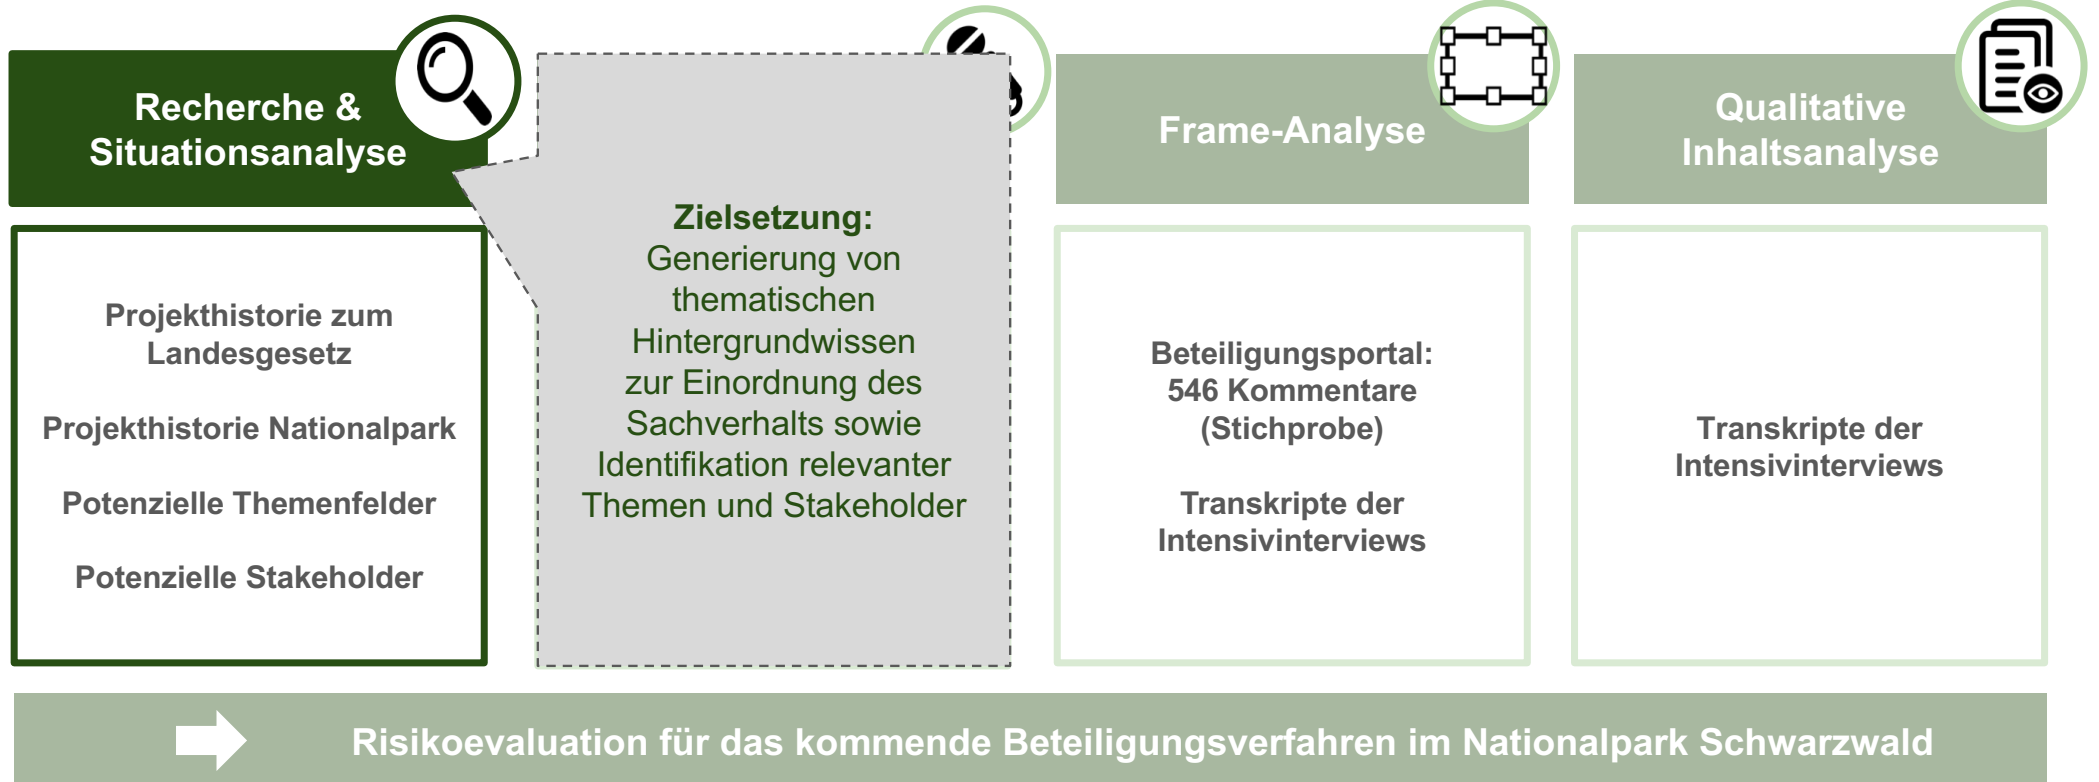 Recherche &
Situationsanalyse
Projekthistorie zum
Landesgesetz
Projekthistorie Nationalpark
Potenzielle Themenfelder
Potenzielle Stakeholder
Zielsetzung:
Generierung von
thematischen
Hintergrundwissen
zur Einordnung des
Sachverhalts sowie
Identifikation relevanter
Themen und Stakeholder
Frame-Analyse
Beteiligungsportal:
546 Kommentare
(Stichprobe)
Transkripte der
Intensivinterviews
Qualitative
Inhaltsanalyse
Transkripte der
Intensivinterviews
Risikoevaluation für das kommende Beteiligungsverfahren im Nationalpark Schwarzwald